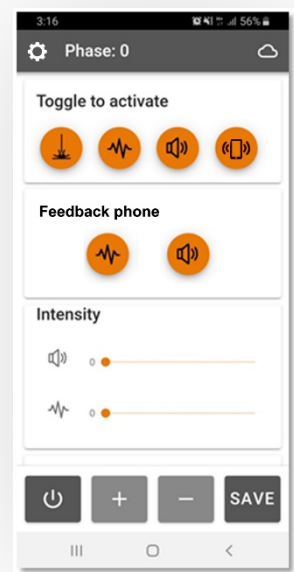 3:16 56%
Phase: 0
Toggle to activate
Feedback phone
Intensity
0
0
+ − SAVE